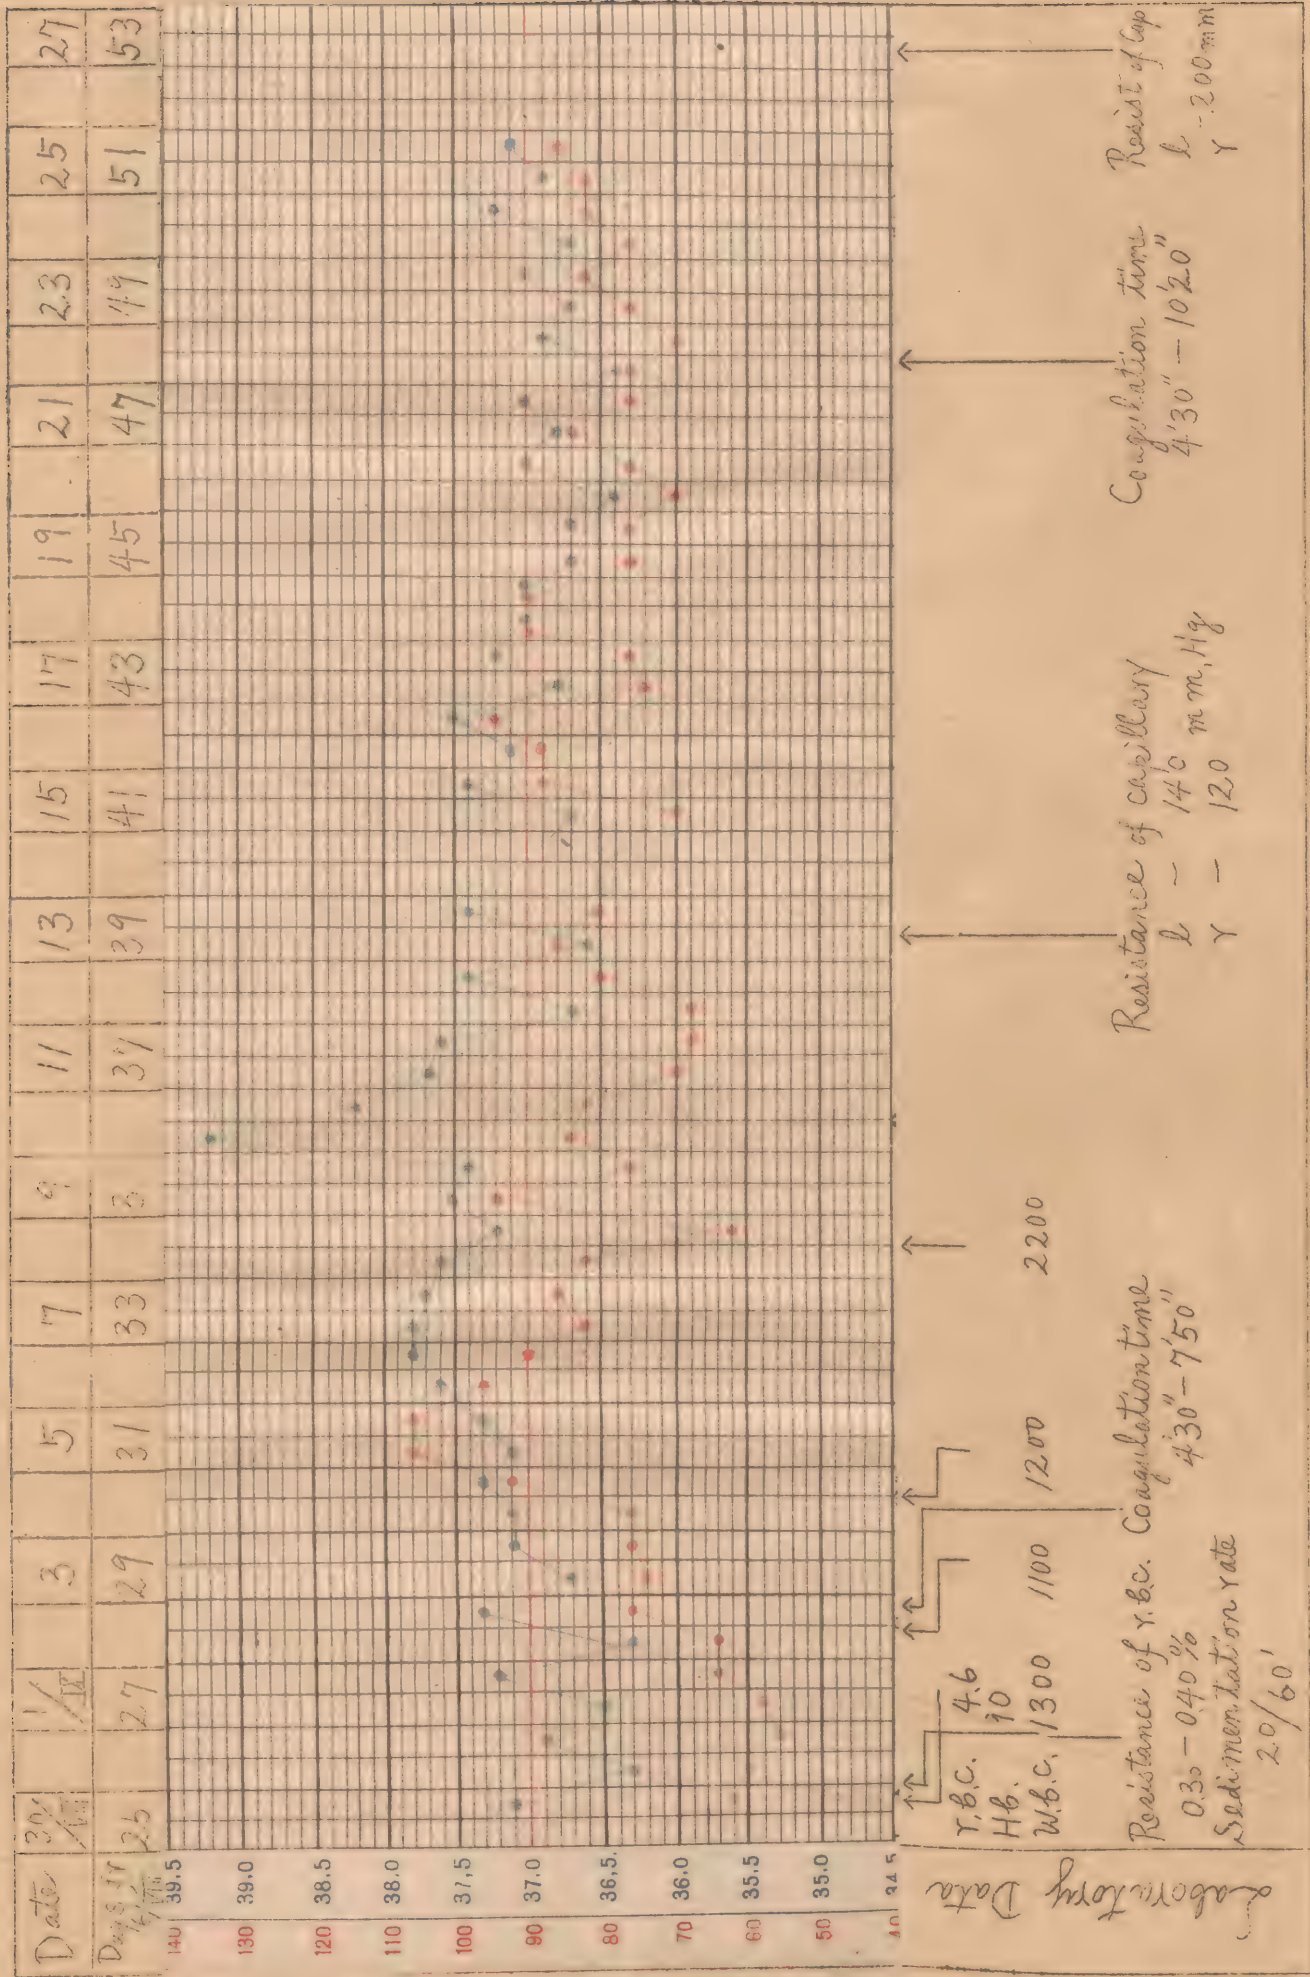 Date 30/VIII 1/IX 3 5 7 9 11 13 15 17 19 21 23 25 27
Days 25 27 29 31 33 3 37 39 41 43 45 47 49 51 53
140 39.5
130 39.0
120 38.5
110 38.0
100 37.5
90 37.0
80 36.5
70 36.0
60 35.5
50 35.0
40 34.5
Laboratory Data
r.b.c. 4.6
Hb. 10
W.b.c. 1300 1100 1200 2200
Resistance of r.b.c.
0.30 - 0.40 %
Sedimentation rate
20/60'
Coagulation time
4'30" - 7'50"
Resistance of capillary
l - 140
r - 120 mm, Hg
Coagulation time
4'30" - 10'20"
Resist of Cap
l
r - 200 mm